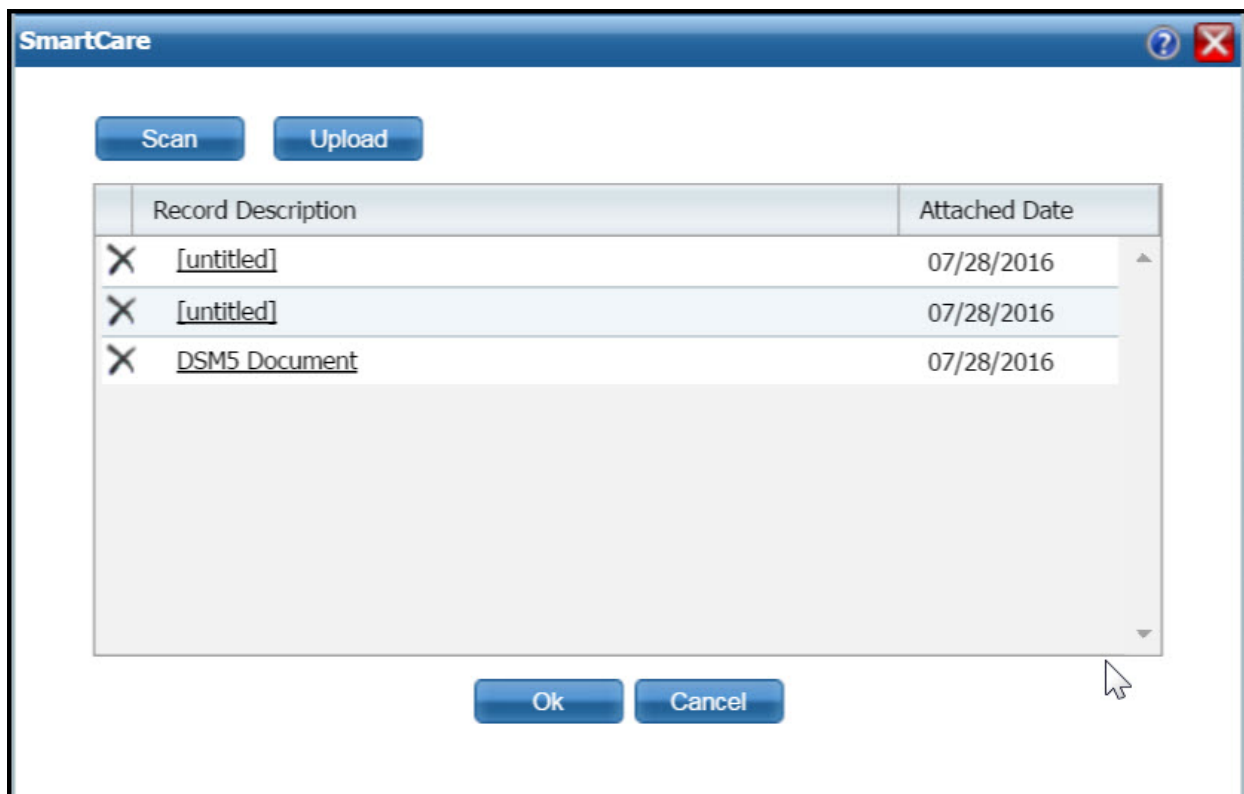 SmartCare ?
Scan Upload
Record Description Attached Date
[untitled] 07/28/2016
[untitled] 07/28/2016
DSM5 Document 07/28/2016
Ok Cancel